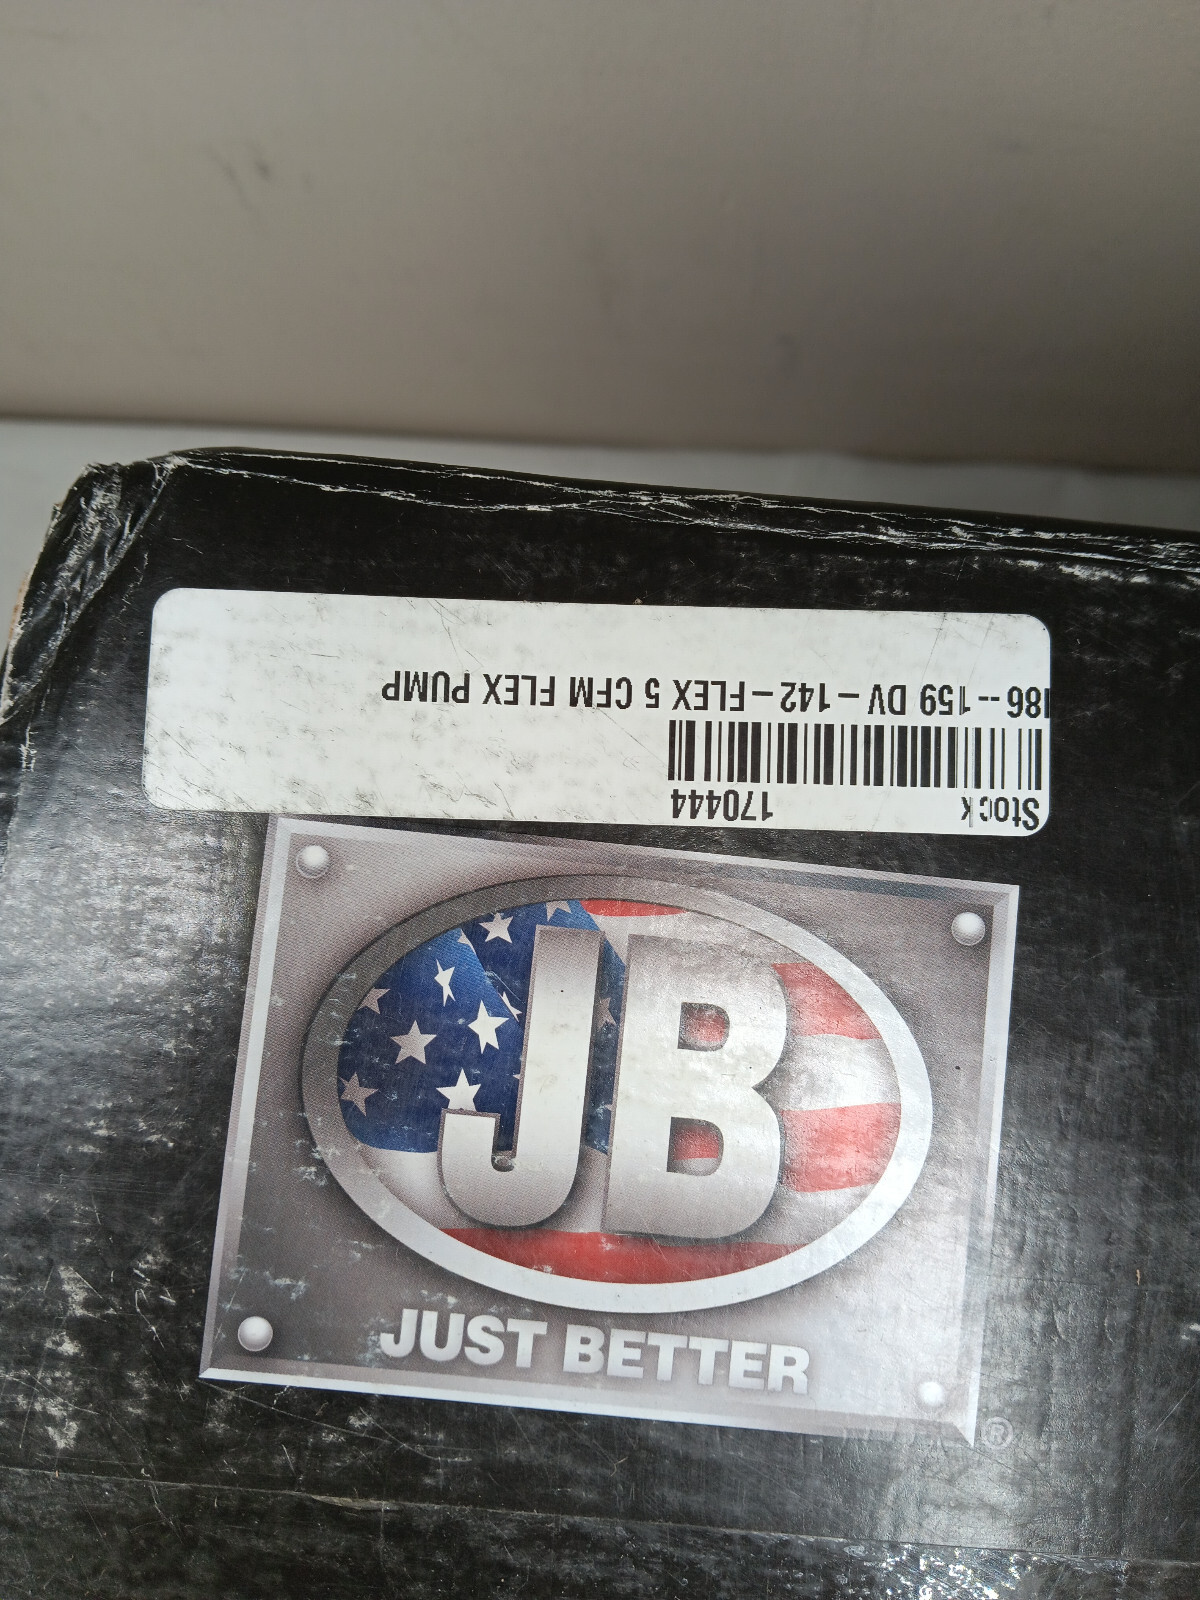 Stock 170444
186--159 DV-142-FLEX 5 CFM FLEX PUMP
JB
JUST BETTER
®